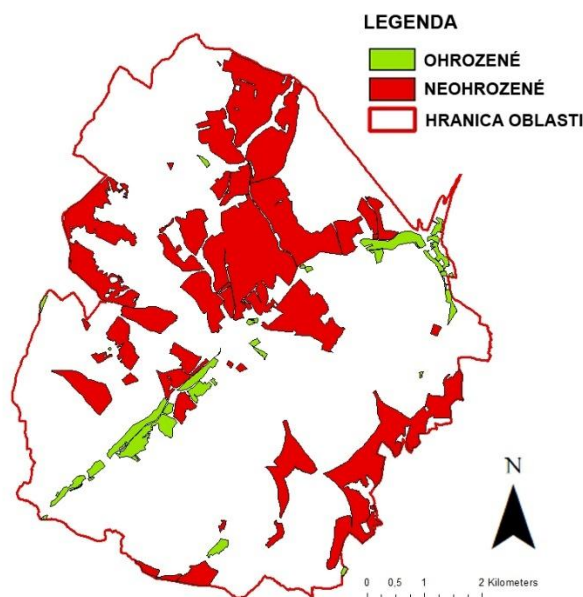 LEGENDA
OHROZENÉ
NEOHROZENÉ
HRANICA OBLASTI
N
0 0,5 1 2 Kilometers